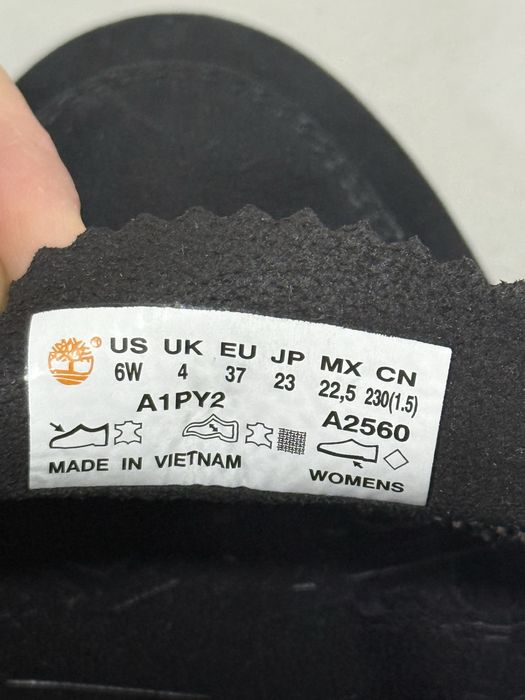 US UK EU JP MX CN
6W 4 37 23 22,5 230(1.5)
A1PY2 A2560
MADE IN VIETNAM WOMENS